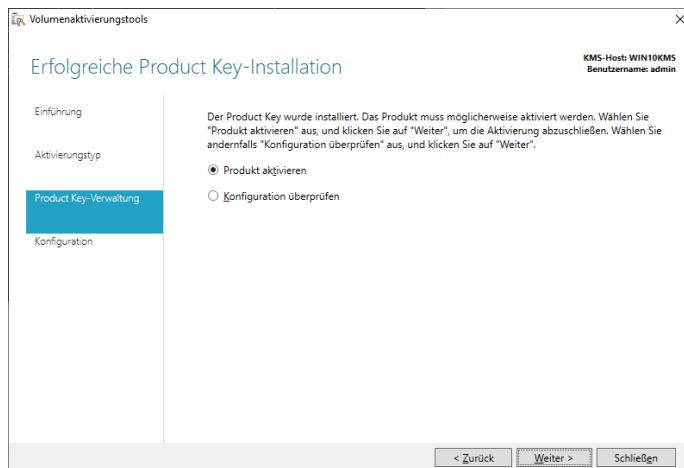 Volumenaktivierungstools
Erfolgreiche Product Key-Installation
KMS-Host: WIN10KMS
Benutzername: admin
Einführung
Aktivierungstyp
Product Key-Verwaltung
Konfiguration
Der Product Key wurde installiert. Das Produkt muss möglicherweise aktiviert werden. Wählen Sie
"Produkt aktivieren" aus, und klicken Sie auf "Weiter", um die Aktivierung abzuschließen. Wählen Sie
andernfalls "Konfiguration überprüfen" aus, und klicken Sie auf "Weiter".
Produkt aktivieren
Konfiguration überprüfen
< Zurück
Weiter >
Schließen